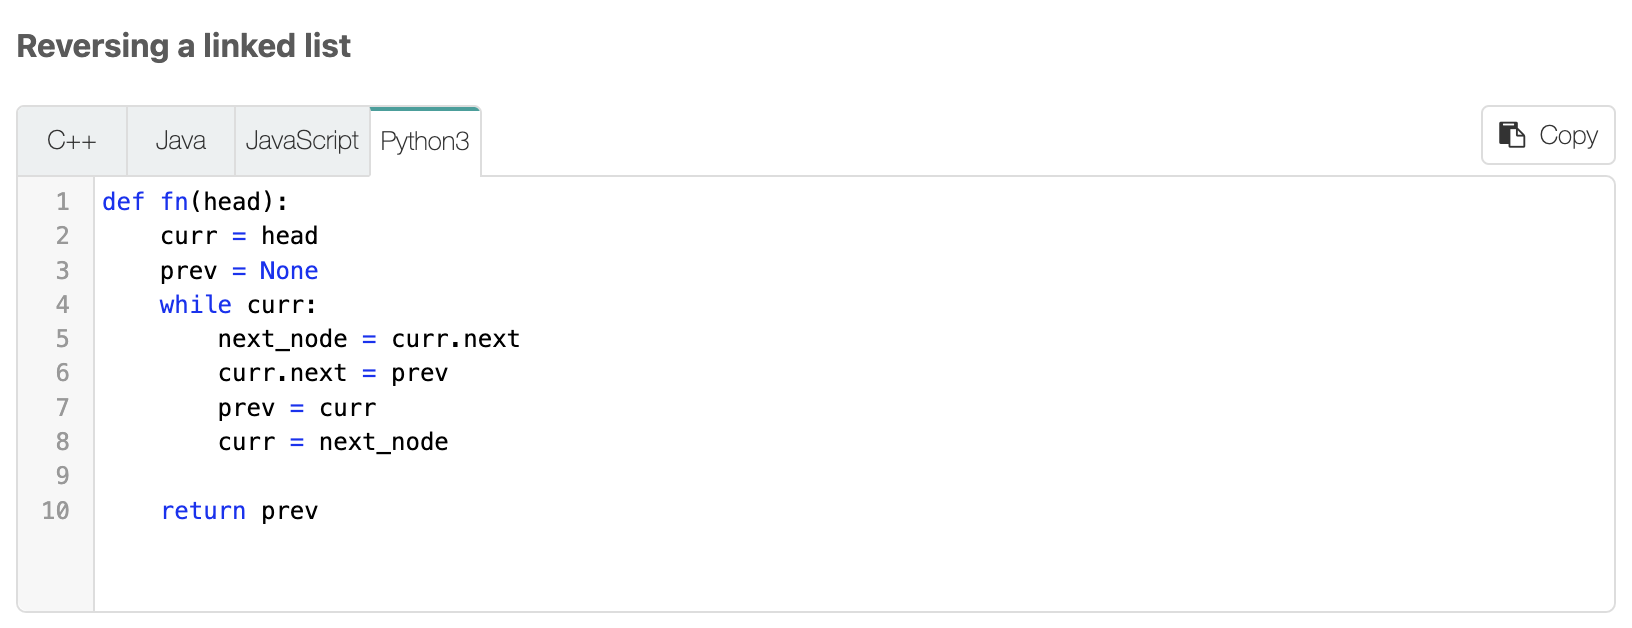 Reversing a linked list
C++ Java JavaScript Python3 Copy
1 def fn(head):
2     curr = head
3     prev = None
4     while curr:
5         next_node = curr.next
6         curr.next = prev
7         prev = curr
8         curr = next_node
9
10     return prev